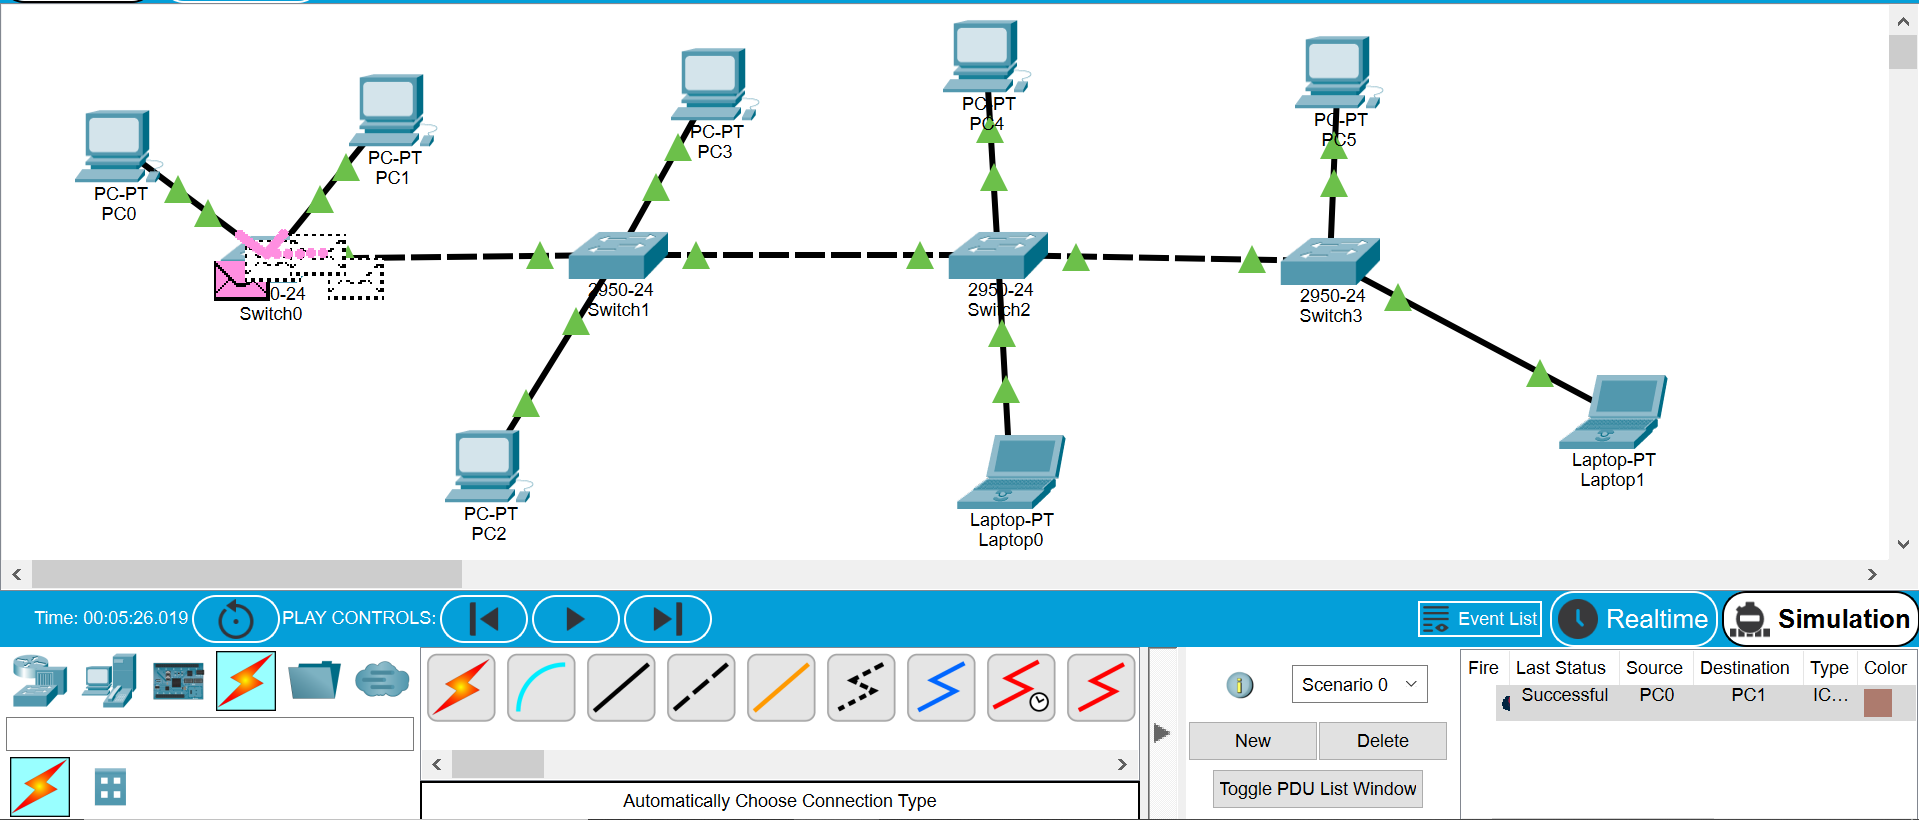 PC-PT
PC0
PC-PT
PC1
PC-PT
PC3
PC-PT
PC4
PC-PT
PC5
0-24
Switch0
2950-24
Switch1
2950-24
Switch2
2950-24
Switch3
PC-PT
PC2
Laptop-PT
Laptop0
Laptop-PT
Laptop1
Time: 00:05:26.019 PLAY CONTROLS: Event List Realtime Simulation
Scenario 0
New Delete
Toggle PDU List Window
Fire Last Status Source Destination Type Color
Successful PC0 PC1 IC...
Automatically Choose Connection Type